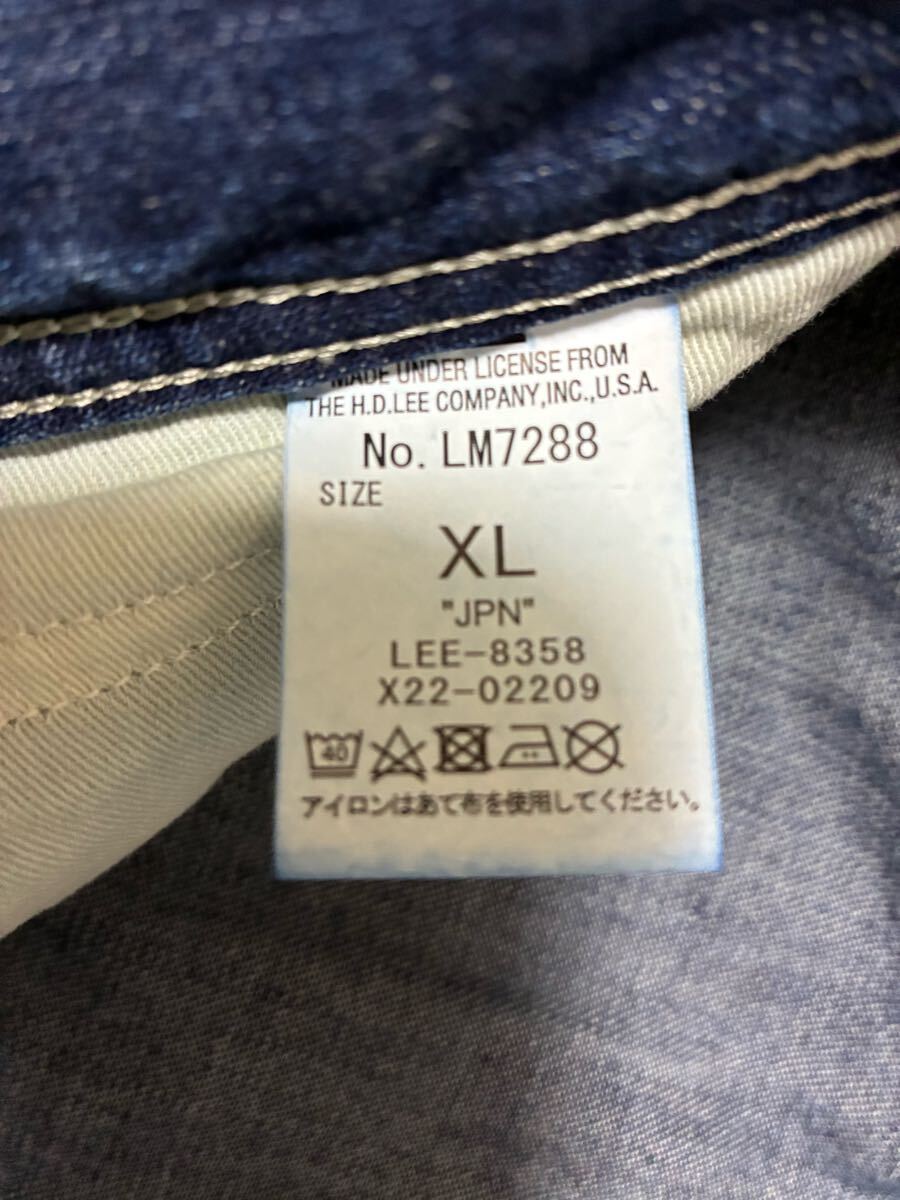 MADE UNDER LICENSE FROM
THE H.D.LEE COMPANY,INC.,U.S.A.
No. LM7288
SIZE
XL
"JPN"
LEE-8358
X22-02209
40
アイロンはあて布を使用してください。